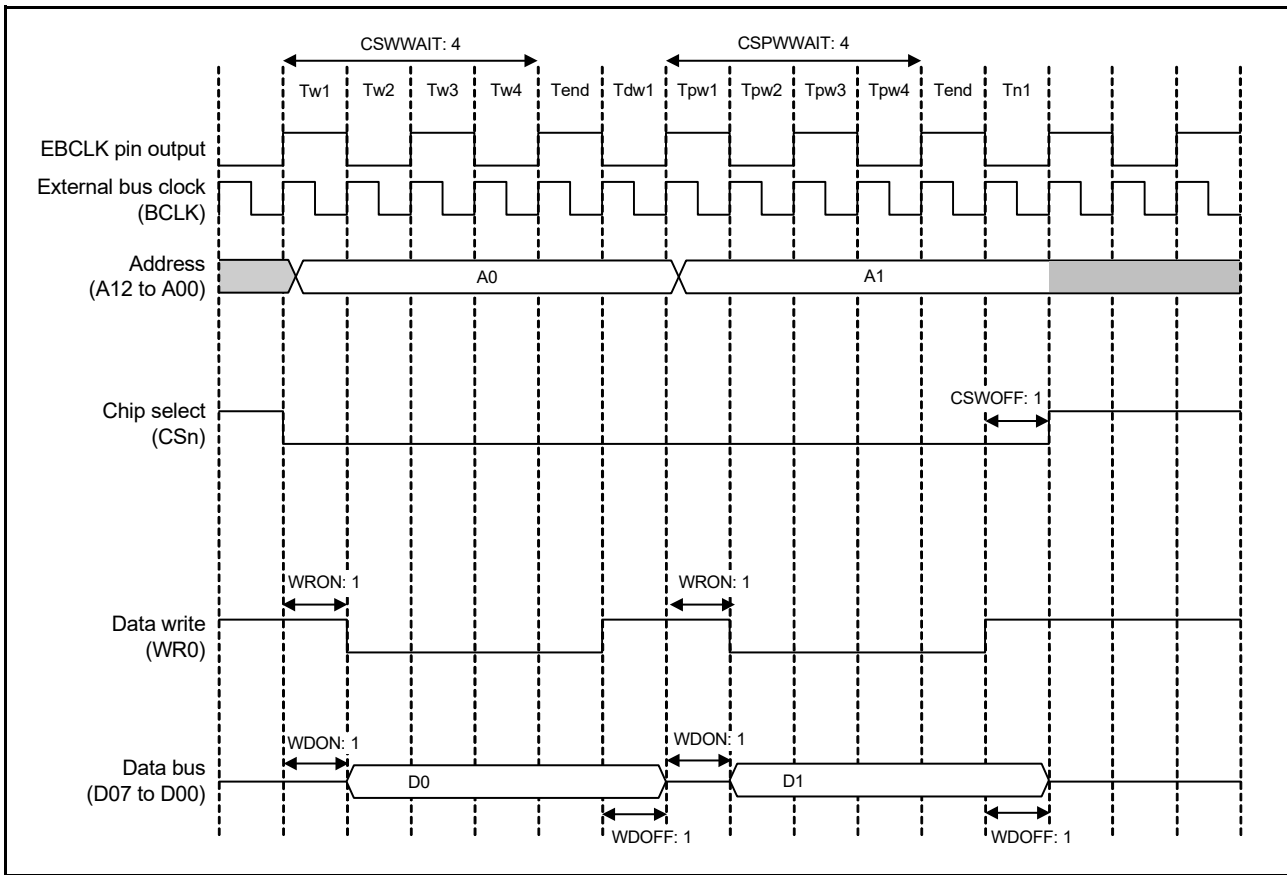 CSWWAIT: 4 CSPWWAIT: 4
Tw1 Tw2 Tw3 Tw4 Tend Tdw1 Tpw1 Tpw2 Tpw3 Tpw4 Tend Tn1
EBCLK pin output
External bus clock
(BCLK)
Address
(A12 to A00)
A0 A1
CSWOFF: 1
Chip select
(CSn)
WRON: 1 WRON: 1
Data write
(WR0)
WDON: 1 WDON: 1
Data bus
(D07 to D00)
D0 D1
WDOFF: 1 WDOFF: 1